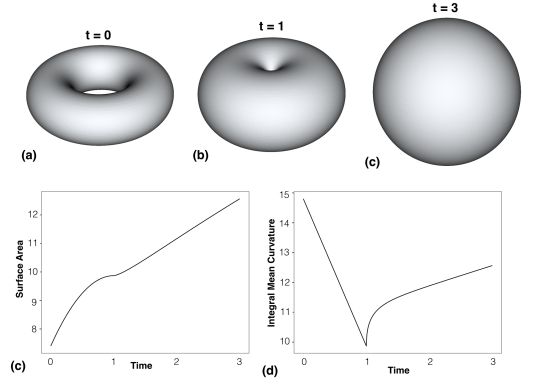 t = 0
t = 1
t = 3
(a)
(b)
(c)
Surface Area
12
11
10
9
8
0
1
2
3
Time
(c)
Integral Mean Curvature
15
14
13
12
11
10
0
1
2
3
Time
(d)